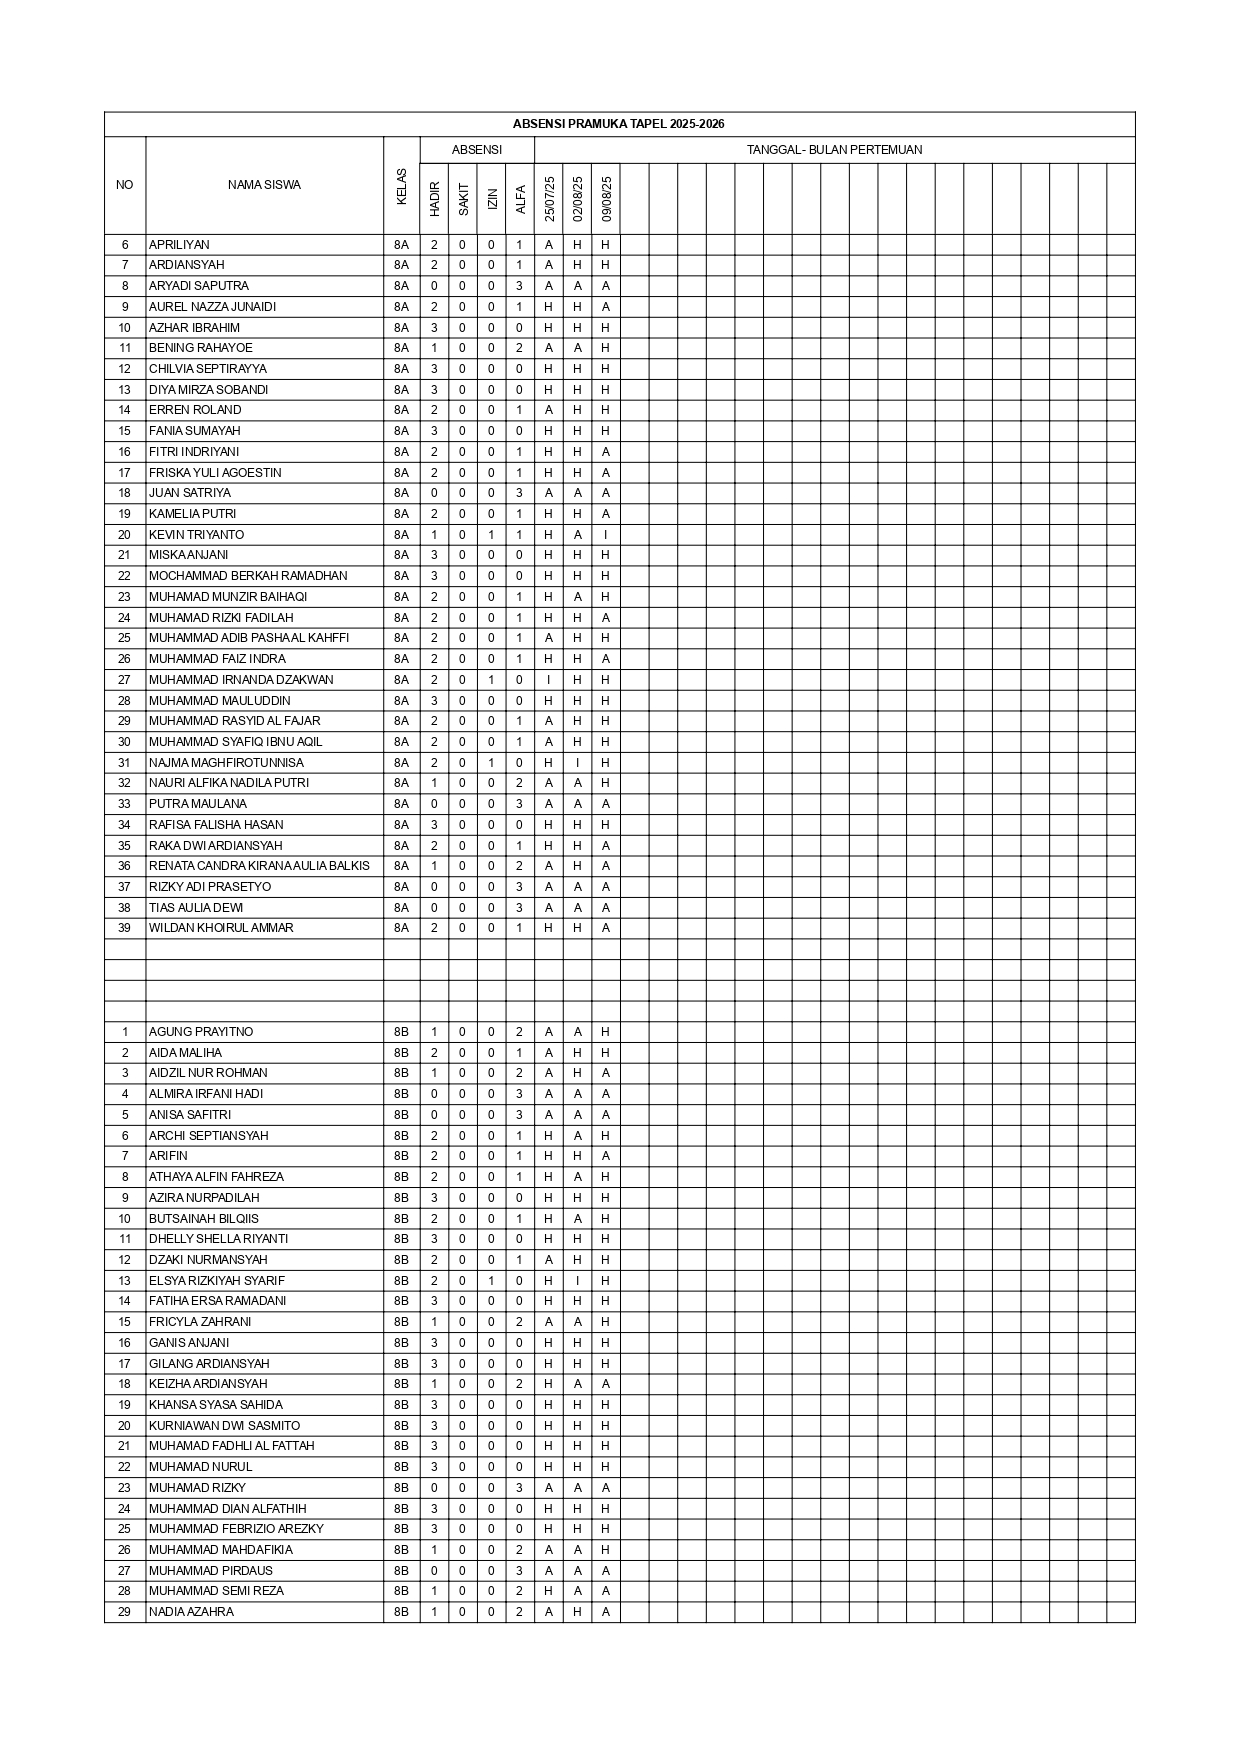 ABSENSI PRAMUKA TAPEL 2025-2026
NO NAMA SISWA KELAS ABSENSI TANGGAL- BULAN PERTEMUAN
HADIR SAKIT IZIN ALFA 25/07/25 02/08/25 09/08/25
6 APRILIYAN 8A 2 0 0 1 A H H
7 ARDIANSYAH 8A 2 0 0 1 A H H
8 ARYADI SAPUTRA 8A 0 0 0 3 A A A
9 AUREL NAZZA JUNAIDI 8A 2 0 0 1 H H A
10 AZHAR IBRAHIM 8A 3 0 0 0 H H H
11 BENING RAHAYOE 8A 1 0 0 2 A A H
12 CHILVIA SEPTIRAYYA 8A 3 0 0 0 H H H
13 DIYA MIRZA SOBANDI 8A 3 0 0 0 H H H
14 ERREN ROLAND 8A 2 0 0 1 A H H
15 FANIA SUMAYAH 8A 3 0 0 0 H H H
16 FITRI INDRIYANI 8A 2 0 0 1 H H A
17 FRISKA YULI AGOESTIN 8A 2 0 0 1 H H A
18 JUAN SATRIYA 8A 0 0 0 3 A A A
19 KAMELIA PUTRI 8A 2 0 0 1 H H A
20 KEVIN TRIYANTO 8A 1 0 1 1 H A I
21 MISKA ANJANI 8A 3 0 0 0 H H H
22 MOCHAMMAD BERKAH RAMADHAN 8A 3 0 0 0 H H H
23 MUHAMAD MUNZIR BAIHAQI 8A 2 0 0 1 H A H
24 MUHAMAD RIZKI FADILAH 8A 2 0 0 1 H H A
25 MUHAMMAD ADIB PASHA AL KAHFFI 8A 2 0 0 1 A H H
26 MUHAMMAD FAIZ INDRA 8A 2 0 0 1 H H A
27 MUHAMMAD IRNANDA DZAKWAN 8A 2 0 1 0 I H H
28 MUHAMMAD MAULUDDIN 8A 3 0 0 0 H H H
29 MUHAMMAD RASYID AL FAJAR 8A 2 0 0 1 A H H
30 MUHAMMAD SYAFIQ IBNU AQIL 8A 2 0 0 1 A H H
31 NAJMA MAGHFIROTUNNISA 8A 2 0 1 0 H I H
32 NAURI ALFIKA NADILA PUTRI 8A 1 0 0 2 A A H
33 PUTRA MAULANA 8A 0 0 0 3 A A A
34 RAFISA FALISHA HASAN 8A 3 0 0 0 H H H
35 RAKA DWI ARDIANSYAH 8A 2 0 0 1 H H A
36 RENATA CANDRA KIRANA AULIA BALKIS 8A 1 0 0 2 A H A
37 RIZKY ADI PRASETYO 8A 0 0 0 3 A A A
38 TIAS AULIA DEWI 8A 0 0 0 3 A A A
39 WILDAN KHOIRUL AMMAR 8A 2 0 0 1 H H A
1 AGUNG PRAYITNO 8B 1 0 0 2 A A H
2 AIDA MALIHA 8B 2 0 0 1 A H H
3 AIDZIL NUR ROHMAN 8B 1 0 0 2 A H A
4 ALMIRA IRFANI HADI 8B 0 0 0 3 A A A
5 ANISA SAFITRI 8B 0 0 0 3 A A A
6 ARCHI SEPTIANSYAH 8B 2 0 0 1 H A H
7 ARIFIN 8B 2 0 0 1 H H A
8 ATHAYA ALFIN FAHREZA 8B 2 0 0 1 H A H
9 AZIRA NURPADILAH 8B 3 0 0 0 H H H
10 BUTSAINAH BILQIIS 8B 2 0 0 1 H A H
11 DHELLY SHELLA RIYANTI 8B 3 0 0 0 H H H
12 DZAKI NURMANSYAH 8B 2 0 0 1 A H H
13 ELSYA RIZKIYAH SYARIF 8B 2 0 1 0 H I H
14 FATIHA ERSA RAMADANI 8B 3 0 0 0 H H H
15 FRICYLA ZAHRANI 8B 1 0 0 2 A A H
16 GANIS ANJANI 8B 3 0 0 0 H H H
17 GILANG ARDIANSYAH 8B 3 0 0 0 H H H
18 KEIZHA ARDIANSYAH 8B 1 0 0 2 H A A
19 KHANSA SYASA SAHIDA 8B 3 0 0 0 H H H
20 KURNIAWAN DWI SASMITO 8B 3 0 0 0 H H H
21 MUHAMAD FADHLI AL FATTAH 8B 3 0 0 0 H H H
22 MUHAMAD NURUL 8B 3 0 0 0 H H H
23 MUHAMAD RIZKY 8B 0 0 0 3 A A A
24 MUHAMMAD DIAN ALFATHIH 8B 3 0 0 0 H H H
25 MUHAMMAD FEBRIZIO AREZKY 8B 3 0 0 0 H H H
26 MUHAMMAD MAHDAFIKIA 8B 1 0 0 2 A A H
27 MUHAMMAD PIRDAUS 8B 0 0 0 3 A A A
28 MUHAMMAD SEMI REZA 8B 1 0 0 2 H A A
29 NADIA AZAHRA 8B 1 0 0 2 A H A